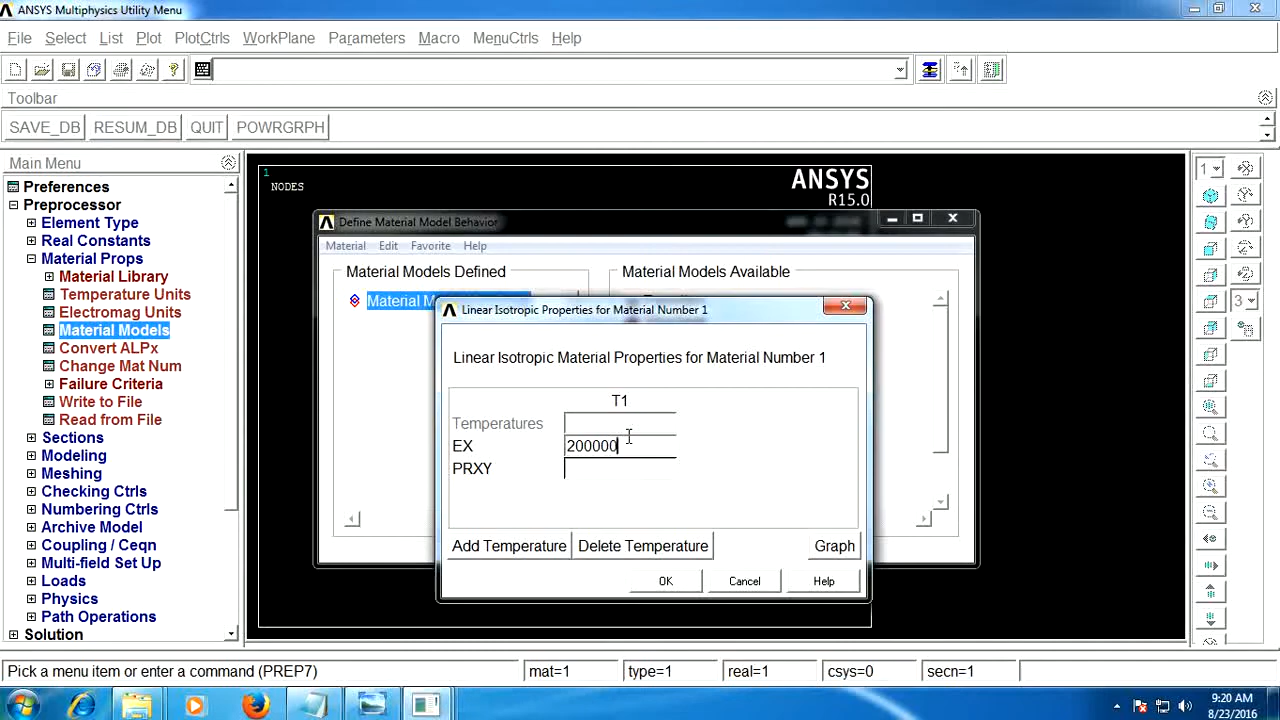 ANSYS Multiphysics Utility Menu
File Select List Plot PlotCtrls WorkPlane Parameters Macro MenuCtrls Help
Toolbar
SAVE_DB RESUM_DB QUIT POWRGRPH
Main Menu
Preferences
Preprocessor
Element Type
Real Constants
Material Props
Material Library
Temperature Units
Electromag Units
Material Models
Convert ALPx
Change Mat Num
Failure Criteria
Write to File
Read from File
Sections
Modeling
Meshing
Checking Ctrls
Numbering Ctrls
Archive Model
Coupling / Ceqn
Multi-field Set Up
Loads
Physics
Path Operations
Solution
1
NODES
ANSYS
R15.0
Define Material Model Behavior
Material Edit Favorite Help
Material Models Defined
Material Models Available
Material M
Linear Isotropic Properties for Material Number 1
Linear Isotropic Material Properties for Material Number 1
T1
Temperatures
EX 200000
PRXY
Add Temperature Delete Temperature Graph
OK Cancel Help
1
3
Pick a menu item or enter a command (PREP7) mat=1 type=1 real=1 csys=0 secn=1
9:20 AM
8/23/2016